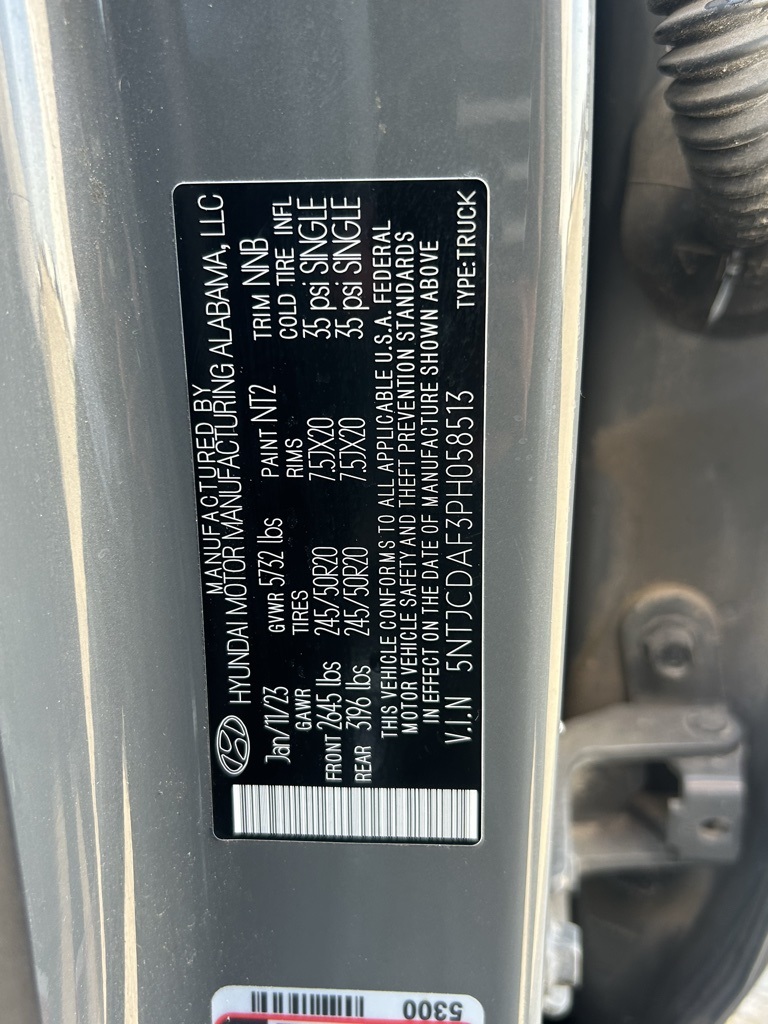 MANUFACTURED BY
HYUNDAI MOTOR MANUFACTURING ALABAMA, LLC
Jan/11/23 GVWR 5732 lbs PAINT NT2 TRIM NNB
GAWR TIRES RIMS COLD TIRE INFL
FRONT 2645 lbs 245/50R20 7.5JX20 35 psi SINGLE
REAR 3196 lbs 245/50R20 7.5JX20 35 psi SINGLE
THIS VEHICLE CONFORMS TO ALL APPLICABLE U.S.A. FEDERAL
MOTOR VEHICLE SAFETY AND THEFT PREVENTION STANDARDS
IN EFFECT ON THE DATE OF MANUFACTURE SHOWN ABOVE
V.I.N 5NTJCDAF3PH058513 TYPE:TRUCK
5300